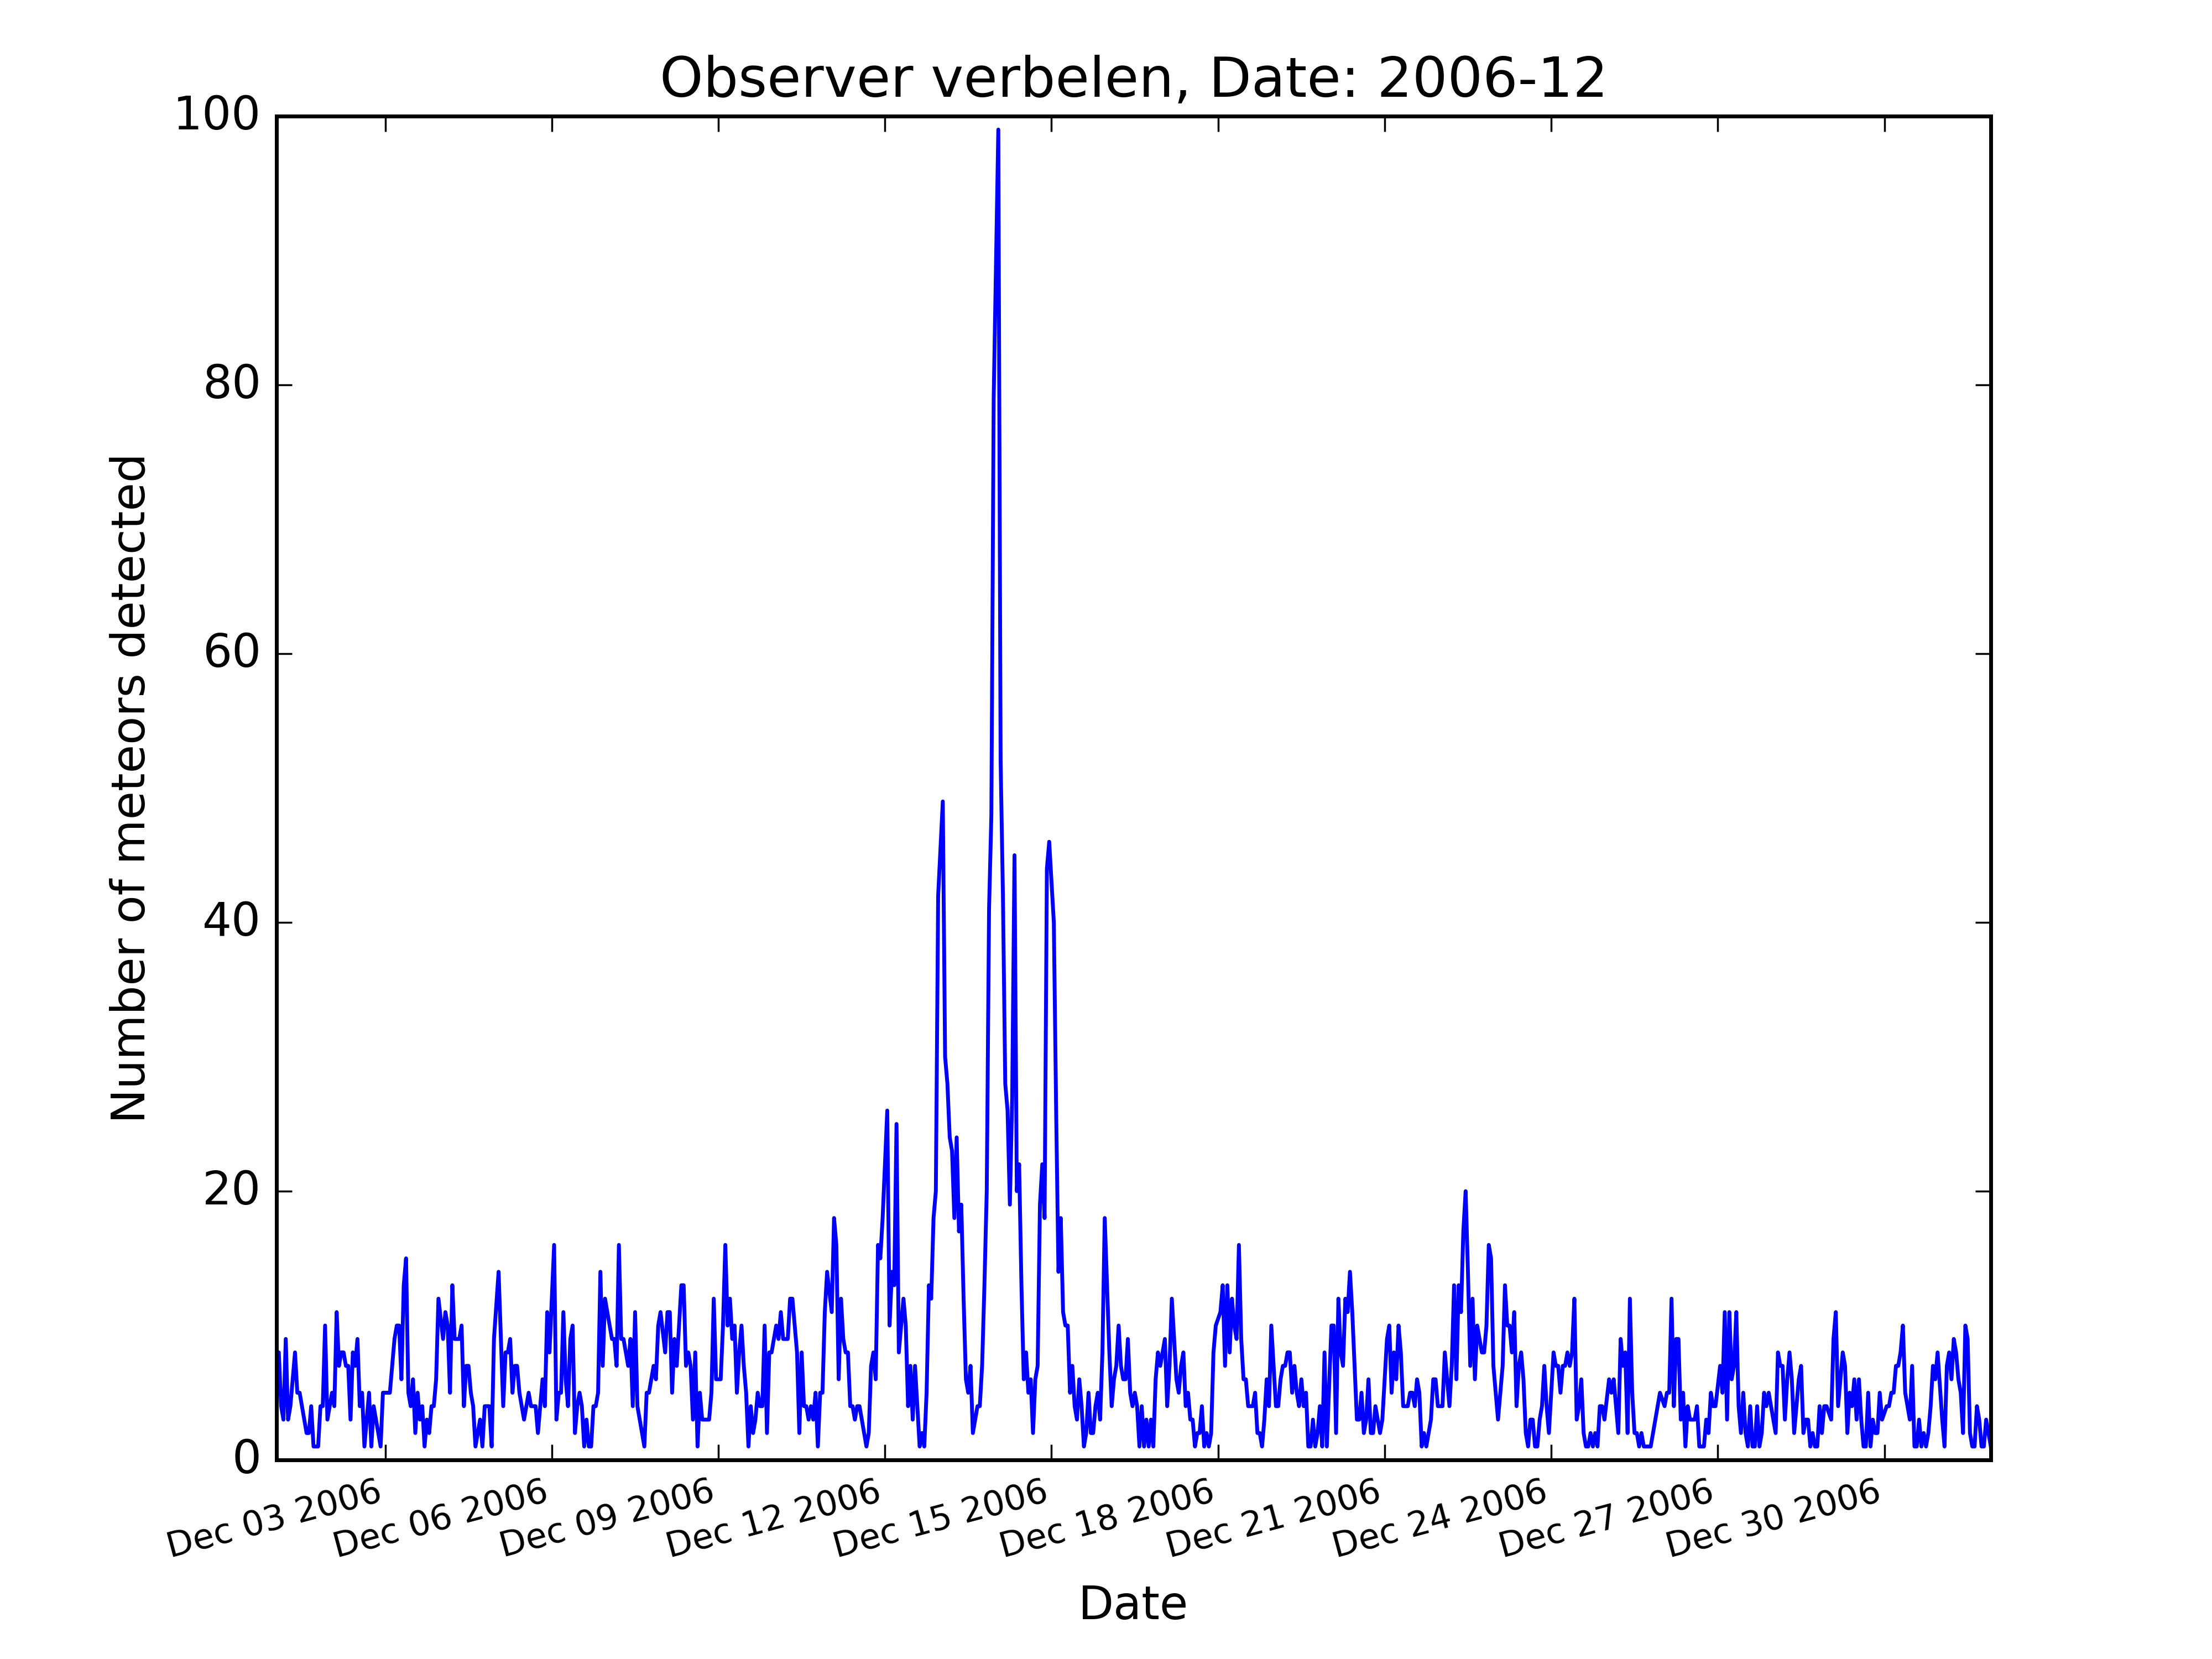 Observer verbelen, Date: 2006-12
100
80
60
40
20
0
Number of meteors detected
Dec 03 2006
Dec 06 2006
Dec 09 2006
Dec 12 2006
Dec 15 2006
Dec 18 2006
Dec 21 2006
Dec 24 2006
Dec 27 2006
Dec 30 2006
Date